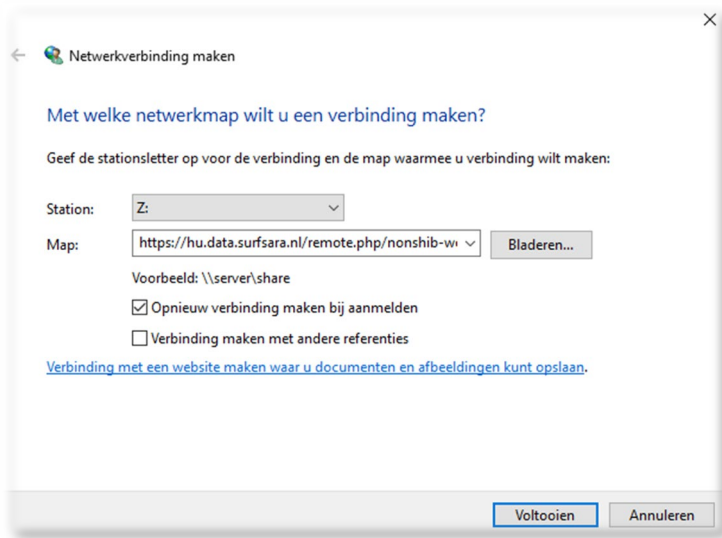 Netwerkverbinding maken
Met welke netwerkmap wilt u een verbinding maken?
Geef de stationsletter op voor de verbinding en de map waarmee u verbinding wilt maken:
Station: Z:
Map: https://hu.data.surfsara.nl/remote.php/nonshib-we Bladeren...
Voorbeeld: \\server\share
Opnieuw verbinding maken bij aanmelden
Verbinding maken met andere referenties
Verbinding met een website maken waar u documenten en afbeeldingen kunt opslaan.
Voltooien Annuleren